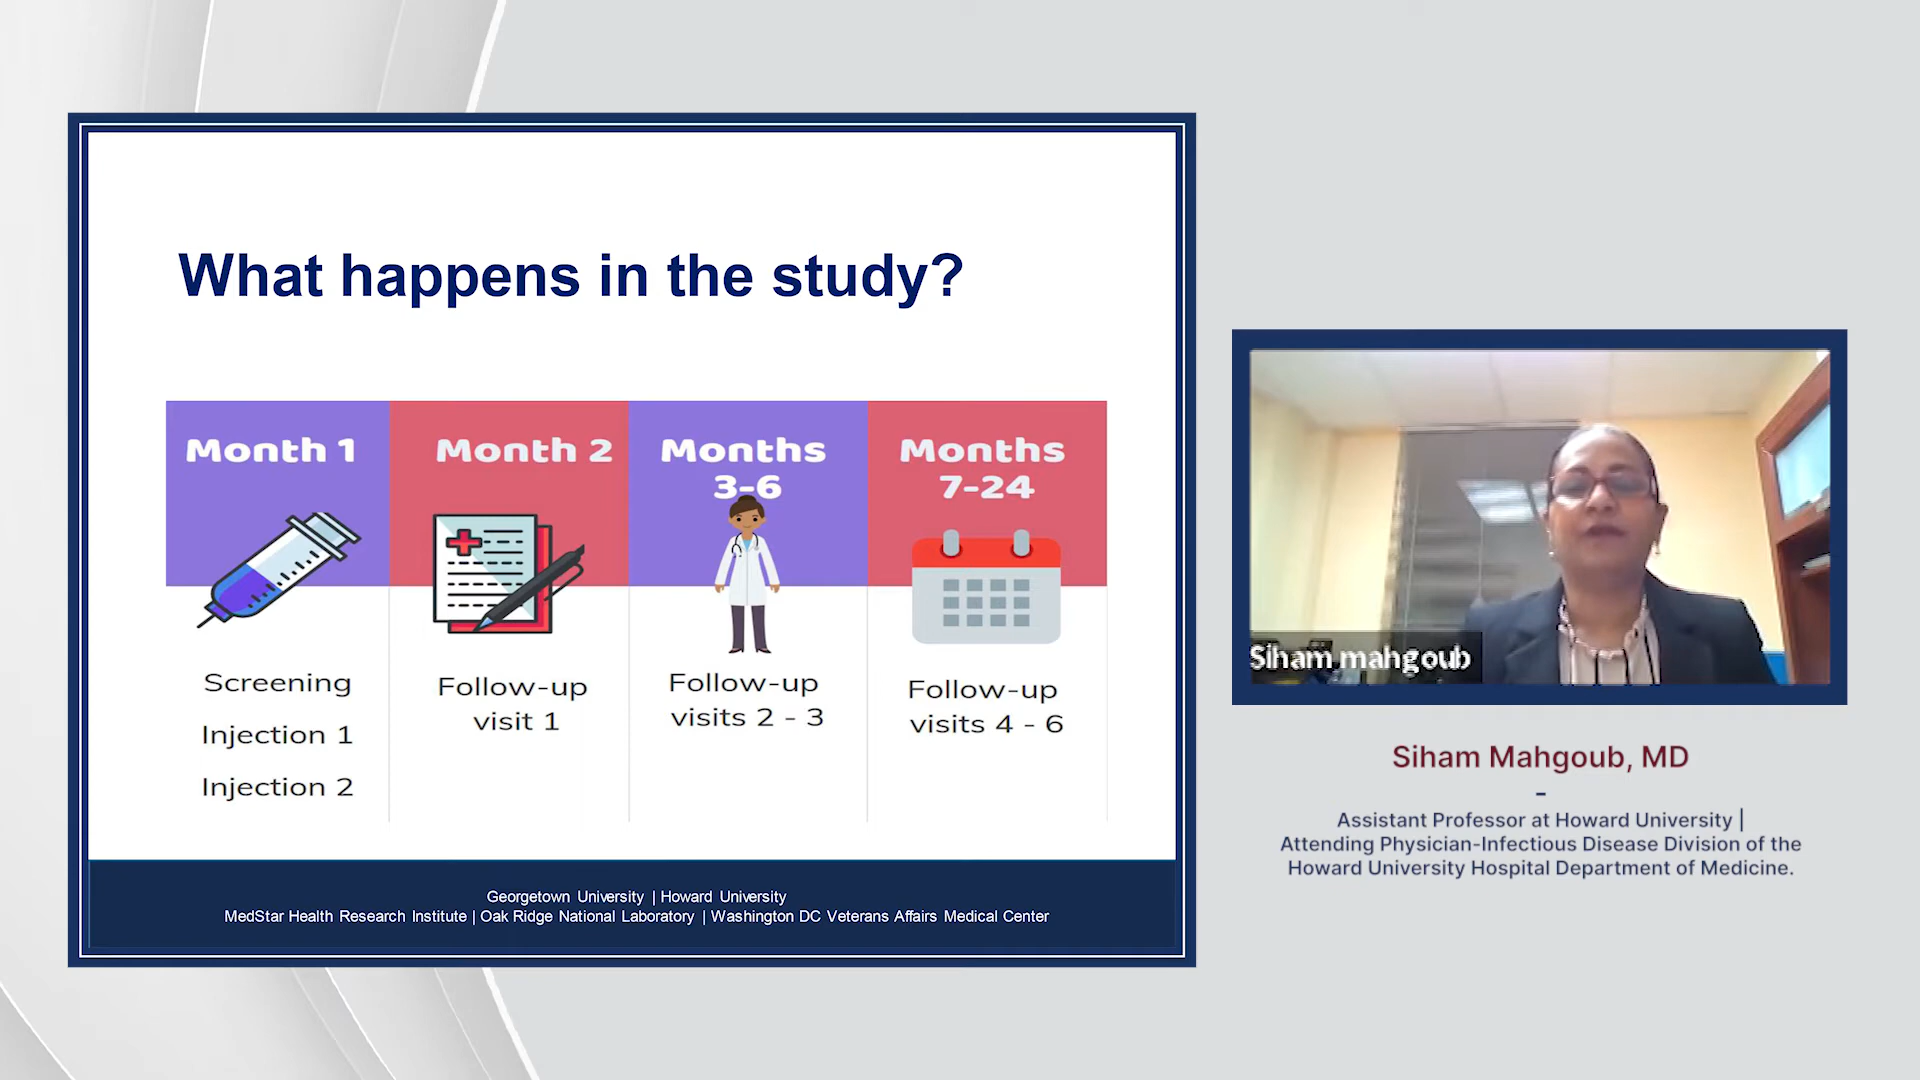 What happens in the study?
Month 1
Screening
Injection 1
Injection 2
Month 2
Follow-up
visit 1
Months
3-6
Follow-up
visits 2 - 3
Months
7-24
Follow-up
visits 4 - 6
Georgetown University | Howard University
MedStar Health Research Institute | Oak Ridge National Laboratory | Washington DC Veterans Affairs Medical Center
Siham mahgoub
Siham Mahgoub, MD
-
Assistant Professor at Howard University |
Attending Physician-Infectious Disease Division of the
Howard University Hospital Department of Medicine.